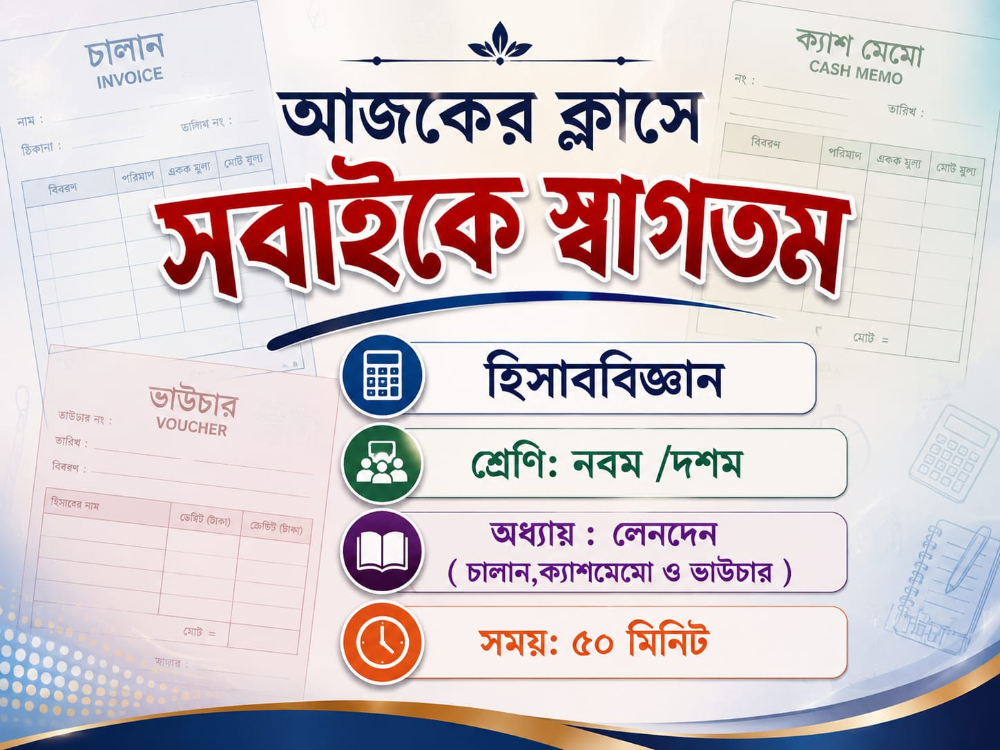 চালান
INVOICE
নাম :
ঠিকানা :
বিবরণ পরিমাণ একক মূল্য মোট মূল্য
ক্যাশ মেমো
CASH MEMO
নং :
তারিখ :
বিবরণ পরিমাণ একক মূল্য মোট মূল্য
মোট =
আজকের ক্লাসে
সবাইকে স্বাগতম
হিসাববিজ্ঞান
শ্রেণি: নবম /দশম
অধ্যায় : লেনদেন
( চালান,ক্যাশমেমো ও ভাউচার )
সময়: ৫০ মিনিট
ভাউচার
VOUCHER
ভাউচার নং :
তারিখ :
বিবরণ :
হিসাবের নাম ডেবিট (টাকা) ক্রেডিট (টাকা)
মোট =